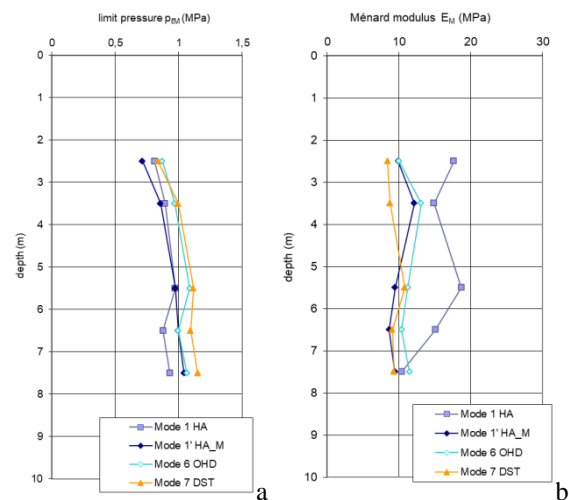 limit pressure pℓM (MPa)
0 0,5 1 1,5
0
1
2
3
4
5
6
7
8
9
10
depth (m)
Mode 1 HA
Mode 1' HA_M
Mode 6 OHD
Mode 7 DST
a
Ménard modulus EM (MPa)
0 10 20 30
0
1
2
3
4
5
6
7
8
9
10
depth (m)
Mode 1 HA
Mode 1' HA_M
Mode 6 OHD
Mode 7 DST
b